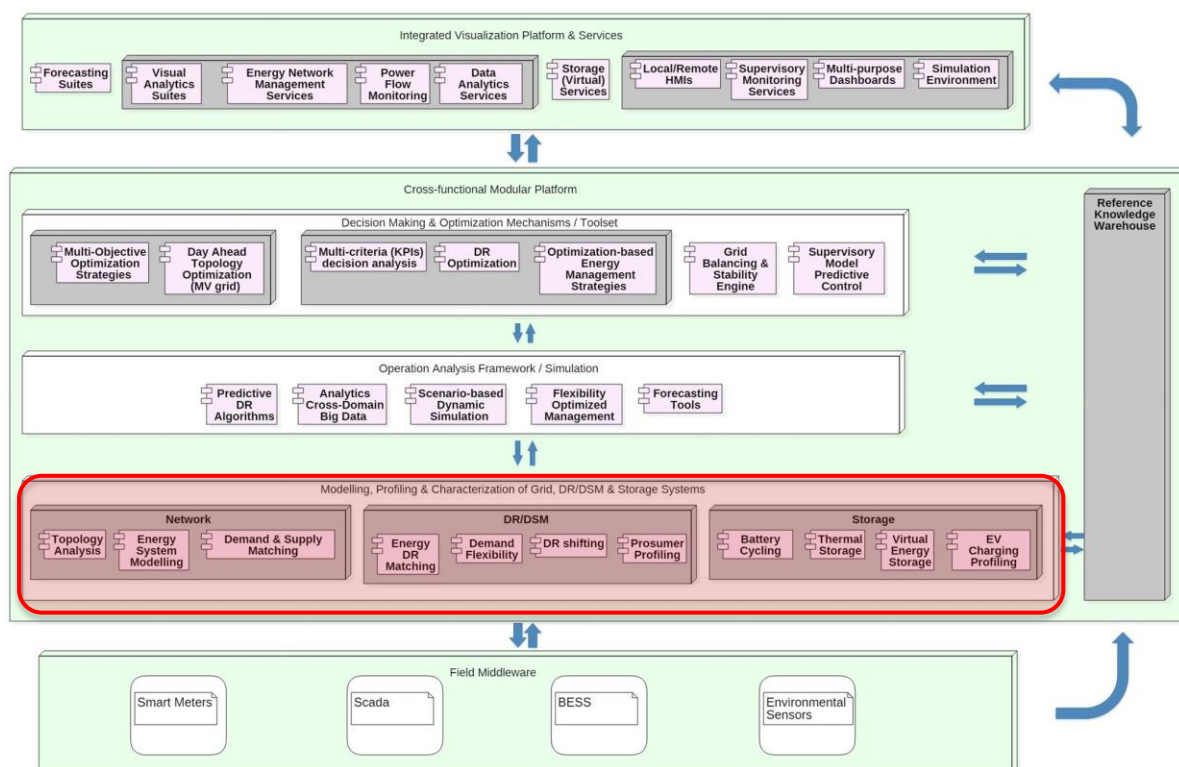 Integrated Visualization Platform & Services
Forecasting
Suites
Visual
Analytics
Suites
Energy Network
Management
Services
Power
Flow
Monitoring
Data
Analytics
Services
Storage
(Virtual)
Services
Local/Remote
HMIs
Supervisory
Monitoring
Services
Multi-purpose
Dashboards
Simulation
Environment
Cross-functional Modular Platform
Reference
Knowledge
Warehouse
Decision Making & Optimization Mechanisms / Toolset
Multi-Objective
Optimization
Strategies
Day Ahead
Topology
Optimization
(MV grid)
Multi-criteria (KPIs)
decision analysis
DR
Optimization
Optimization-based
Energy
Management
Strategies
Grid
Balancing &
Stability
Engine
Supervisory
Model
Predictive
Control
Operation Analysis Framework / Simulation
Predictive
DR
Algorithms
Analytics
Cross-Domain
Big Data
Scenario-based
Dynamic
Simulation
Flexibility
Optimized
Management
Forecasting
Tools
Modelling, Profiling & Characterization of Grid, DR/DSM & Storage Systems
Network
Topology
Analysis
Energy
System
Modelling
Demand & Supply
Matching
DR/DSM
Energy
DR
Matching
Demand
Flexibility
DR shifting
Prosumer
Profiling
Storage
Battery
Cycling
Thermal
Storage
Virtual
Energy
Storage
EV
Charging
Profiling
Field Middleware
Smart Meters
Scada
BESS
Environmental
Sensors